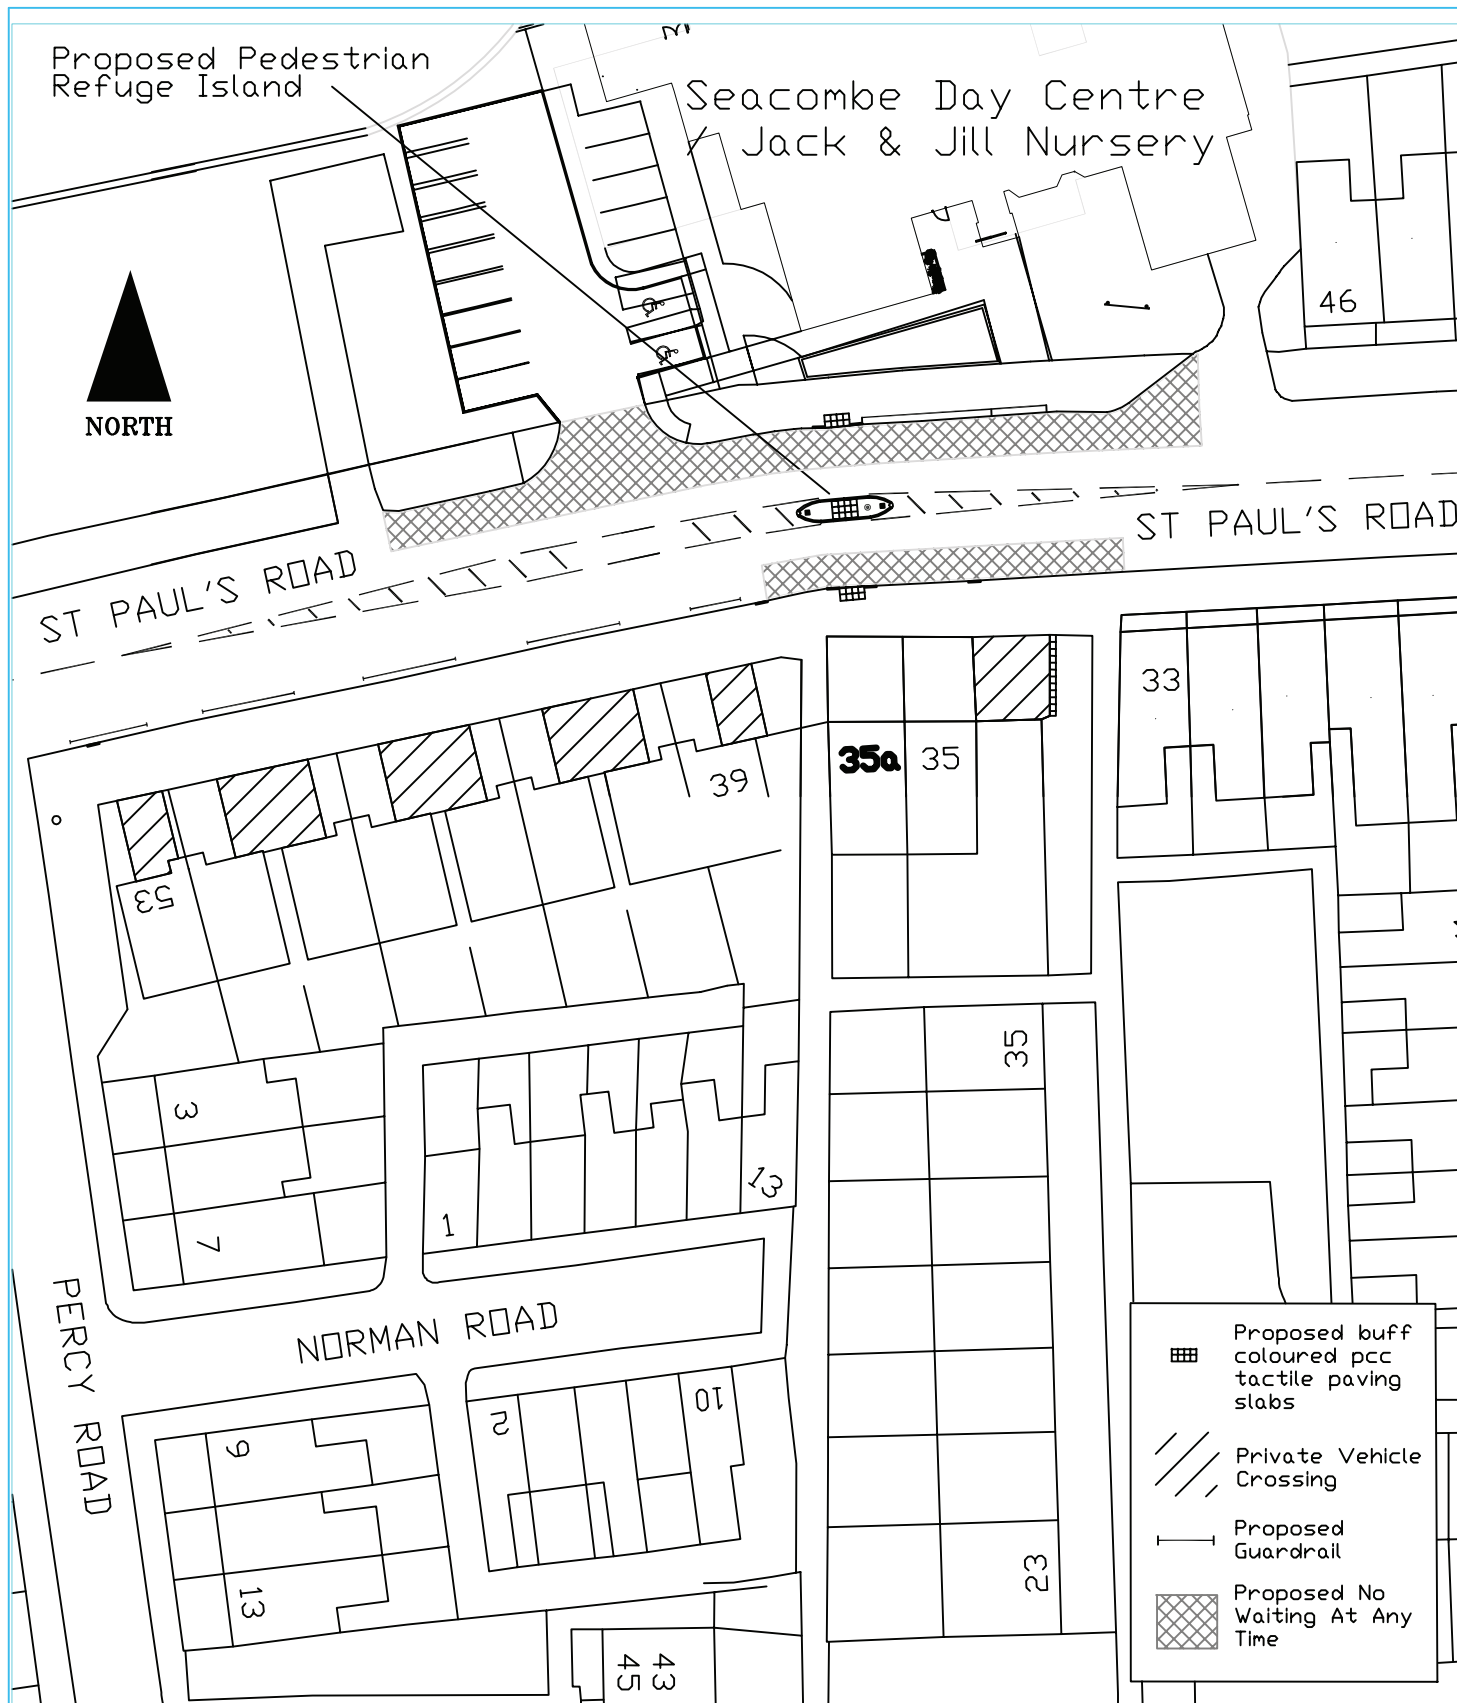 Proposed Pedestrian
Refuge Island
Seacombe Day Centre
/ Jack & Jill Nursery
46
NORTH
ST PAUL'S ROAD
ST PAUL'S ROAD
33
35a
35
39
53
35
3
13
1
7
PERCY ROAD
NORMAN ROAD
2
10
9
13
23
45
43
Proposed buff
coloured pcc
tactile paving
slabs
Private Vehicle
Crossing
Proposed
Guardrail
Proposed No
Waiting At Any
Time